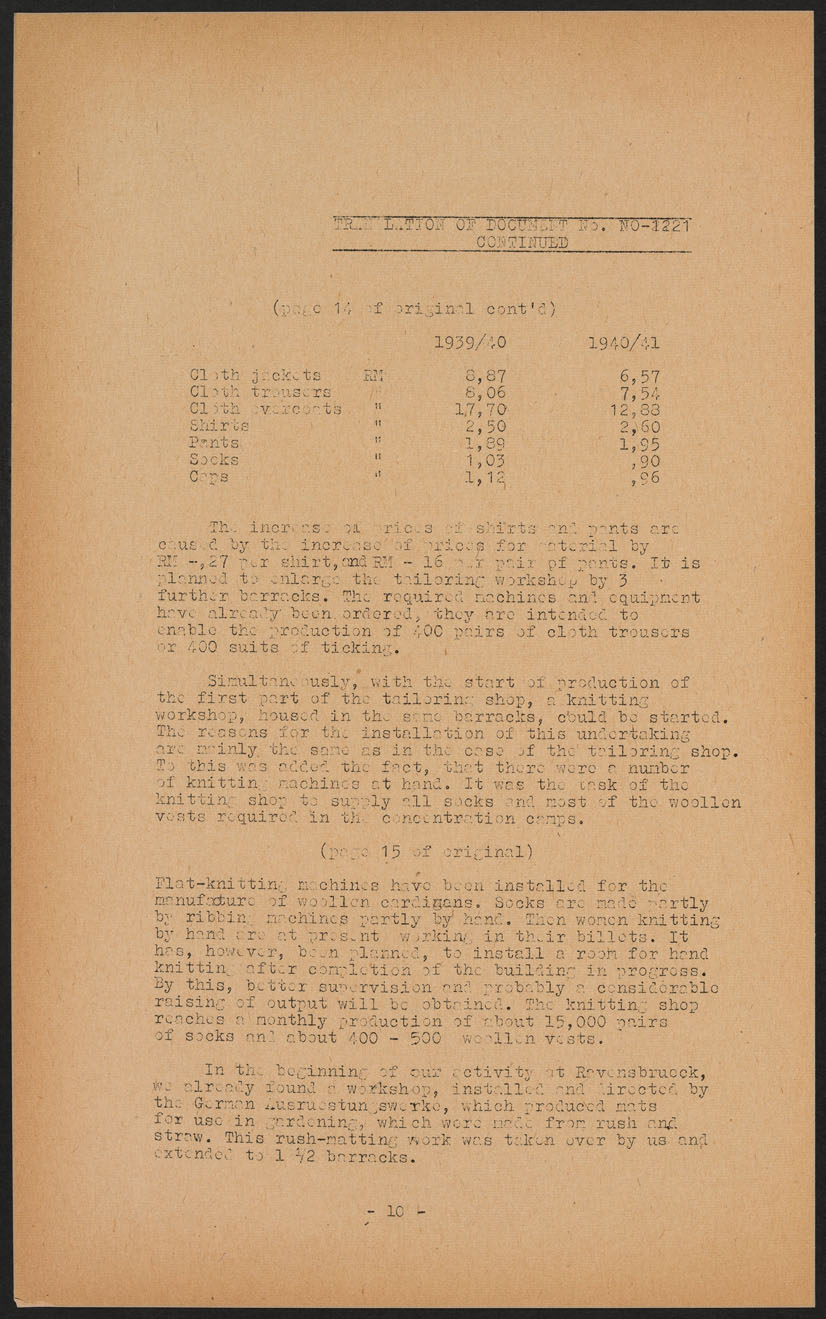 TRANSLATION OF DOCUMENT No. NO-1221
CONTINUED
(page 14 of original cont'd)
1939/40 1940/41
Cloth jackets RM 8,87 6,57
Cloth trousers " 8,06 7,54
Cloth overcoats " 17,70 12,88
Shirts " 2,50 2,60
Pants " 1,89 1,95
Socks " 1,03 ,90
Caps " 1,12 ,96
The increase of prices of shirts and pants are
caused by the increase of prices for material by
RM -,27 per shirt, and RM - 16 per pair of pants. It is
planned to enlarge the tailoring workshop by 3
further barracks. The required machines and equipment
have already been ordered, they are intended to
enable the production of 400 pairs of cloth trousers
or 400 suits of ticking.
Simultaneously, with the start of production of
the first part of the tailoring shop, a knitting
workshop, housed in the same barracks, could be started.
The reasons for the installation of this undertaking
are mainly the same as in the case of the tailoring shop.
To this was added the fact, that there were a number
of knitting machines at hand. It was the task of the
knitting shop to supply all socks and most of the woollen
vests required in the concentration camps.
(page 15 of original)
Flat-knitting machines have been installed for the
manufacture of woollen cardigans. Socks are made partly
by ribbing machines partly by hand. Then women knitting
by hand are at present working in their billets. It
has, however, been planned, to install a room for hand
knitting after completion of the building in progress.
By this, better supervision and probably a considerable
raising of output will be obtained. The knitting shop
reaches a monthly production of about 15,000 pairs
of socks and about 400 - 500 woollen vests.
In the beginning of our activity at Ravensbrueck,
we already found a workshop, installed and directed by
the German Ausruestungswerke, which produced mats
for use in gardening, which were made from rush and
straw. This rush-matting work was taken over by us and
extended to 1 1/2 barracks.
- 10 -